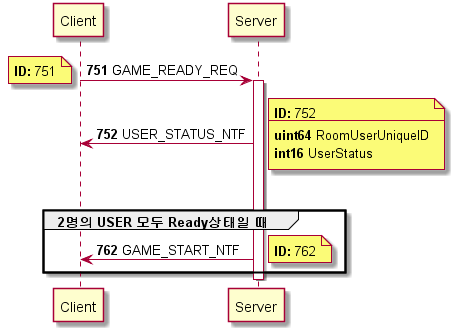 Client Server
ID: 751
751 GAME_READY_REQ
ID: 752
752 USER_STATUS_NTF
uint64 RoomUserUniqueID
int16 UserStatus
2명의 USER 모두 Ready상태일 때
762 GAME_START_NTF
ID: 762
Client Server